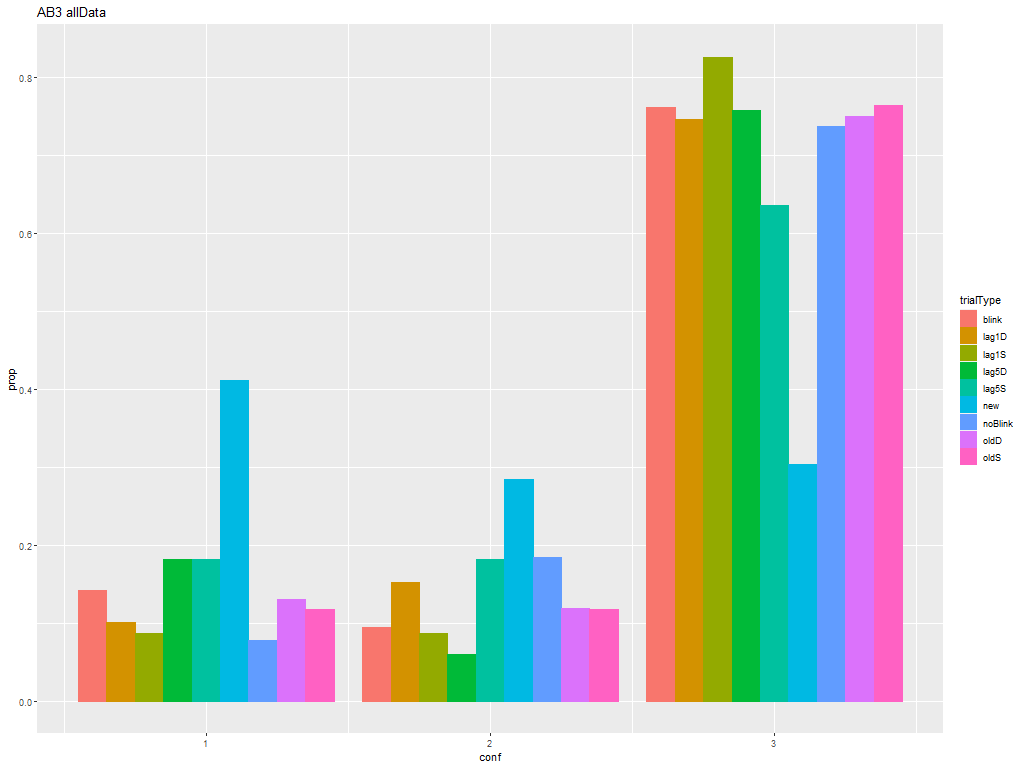 AB3 allData
0.8
0.6
0.4
0.2
0.0
prop
1
2
3
conf
trialType
blink
lag1D
lag1S
lag5D
lag5S
new
noBlink
oldD
oldS